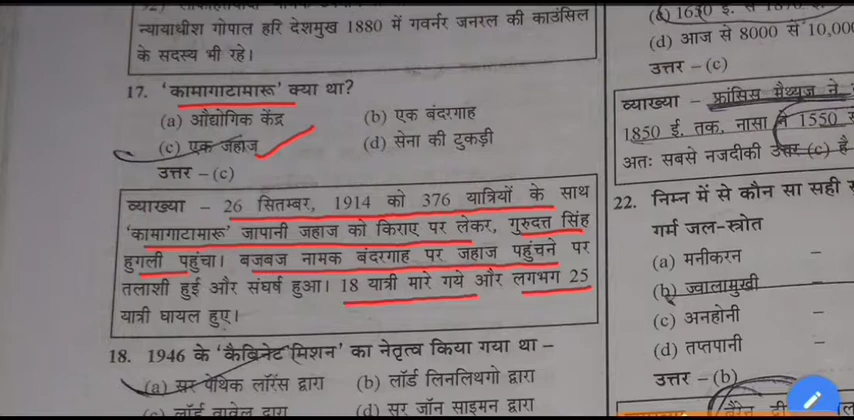 न्यायाधीश गोपाल हरि देशमुख 1880 में गवर्नर जनरल की काउंसिल
के सदस्य भी रहे।
17. 'कामागाटामारू' क्या था?
(a) औद्योगिक केंद्र
(b) एक बंदरगाह
(c) एक जहाज
(d) सेना की टुकड़ी
उत्तर – (c)
व्याख्या – 26 सितम्बर, 1914 को 376 यात्रियों के साथ
'कामागाटामारू' जापानी जहाज को किराए पर लेकर, गुरुदत्त सिंह
हुगली पहुंचा। बजबज नामक बंदरगाह पर जहाज पहुंचने पर
तलाशी हुई और संघर्ष हुआ। 18 यात्री मारे गये और लगभग 25
यात्री घायल हुए।
18. 1946 के 'कैबिनेट मिशन' का नेतृत्व किया गया था –
(a) सर पेथिक लॉरेंस द्वारा
(b) लॉर्ड लिनलिथगो द्वारा
(c) लॉर्ड वावेल द्वारा
(d) सर जॉन साइमन द्वारा
(d) आज से 8000 से 10,000
उत्तर – (c)
व्याख्या – फ्रांसिस मैथ्यूज ने
1850 ई. तक, नासा ने 1550
अतः सबसे नजदीकी उत्तर (c) है
22. निम्न में से कौन सा सही
गर्म जल-स्त्रोत
(a) मनीकरन –
(b) ज्वालामुखी –
(c) अनहोनी –
(d) तप्तपानी –
उत्तर – (b)